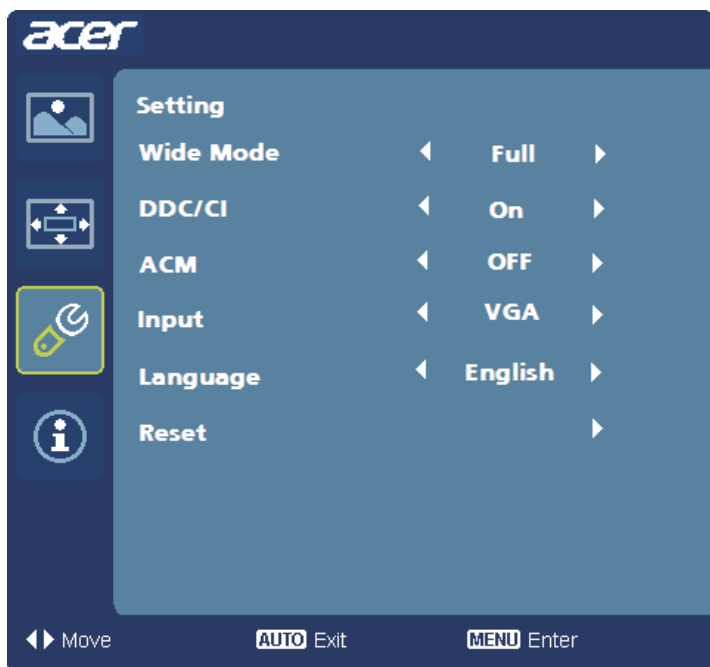 acer
Setting
Wide Mode Full
DDC/CI On
ACM OFF
Input VGA
Language English
Reset
Move AUTO Exit MENU Enter